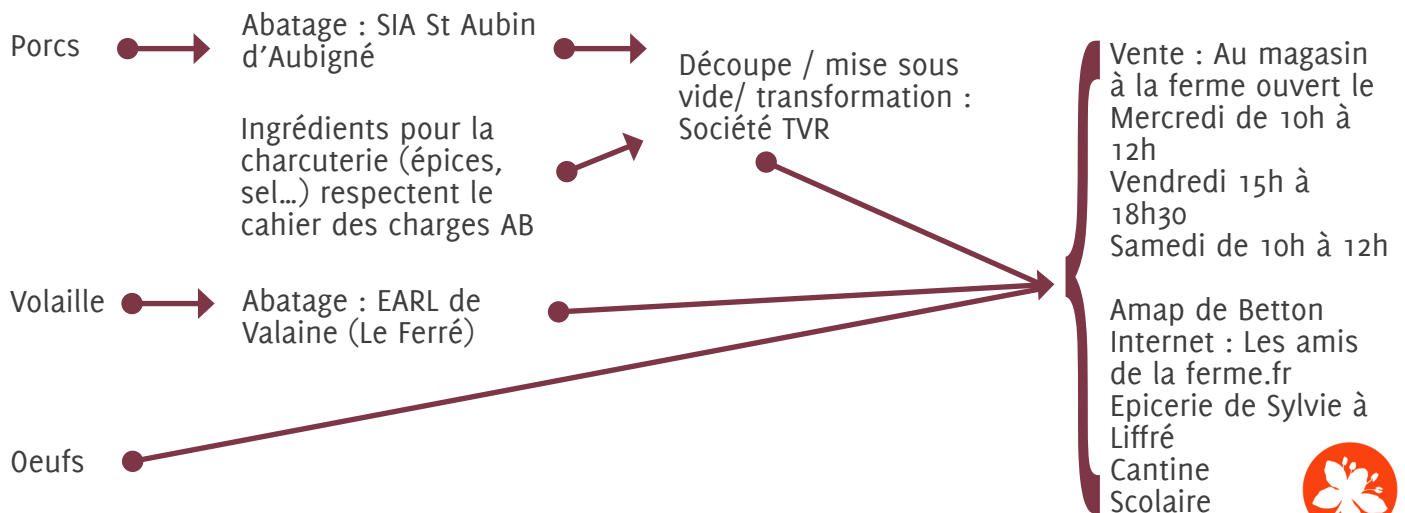 Porcs
Abatage : SIA St Aubin
d'Aubigné
Ingrédients pour la
charcuterie (épices,
sel…) respectent le
cahier des charges AB
Découpe / mise sous
vide/ transformation :
Société TVR
Volaille
Abatage : EARL de
Valaine (Le Ferré)
Oeufs
Vente : Au magasin
à la ferme ouvert le
Mercredi de 10h à
12h
Vendredi 15h à
18h30
Samedi de 10h à 12h
Amap de Betton
Internet : Les amis
de la ferme.fr
Epicerie de Sylvie à
Liffré
Cantine
Scolaire